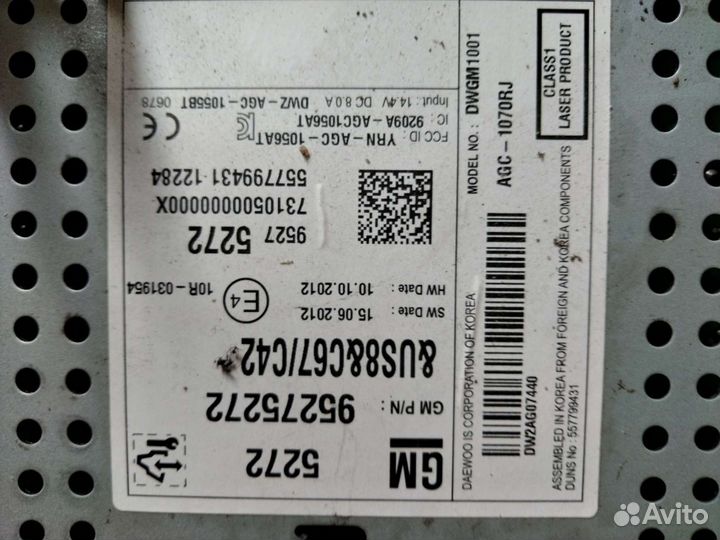 GM
5272
GM P/N : 95275272
&US8&C67/C42
SW Date : 15.06.2012
HW Date : 10.10.2012
E4
10R-031954
9527 5272
73105000000000X
557799431 12284
FCC ID : YRN-AGC-1056AT
IC : 9209A-AGC1056AT
CE
Input : 14.4V DC 8.0 A DWZ-AGC-1055BT 0678
DAEWOO IS CORPORATION OF KOREA
MODEL NO.: DWGM1001
AGC-1070RJ
DW2AG07440
ASSEMBLED IN KOREA FROM FOREIGN AND KOREA COMPONENTS
DUNS No : 557799431
CLASS1
LASER PRODUCT
Avito